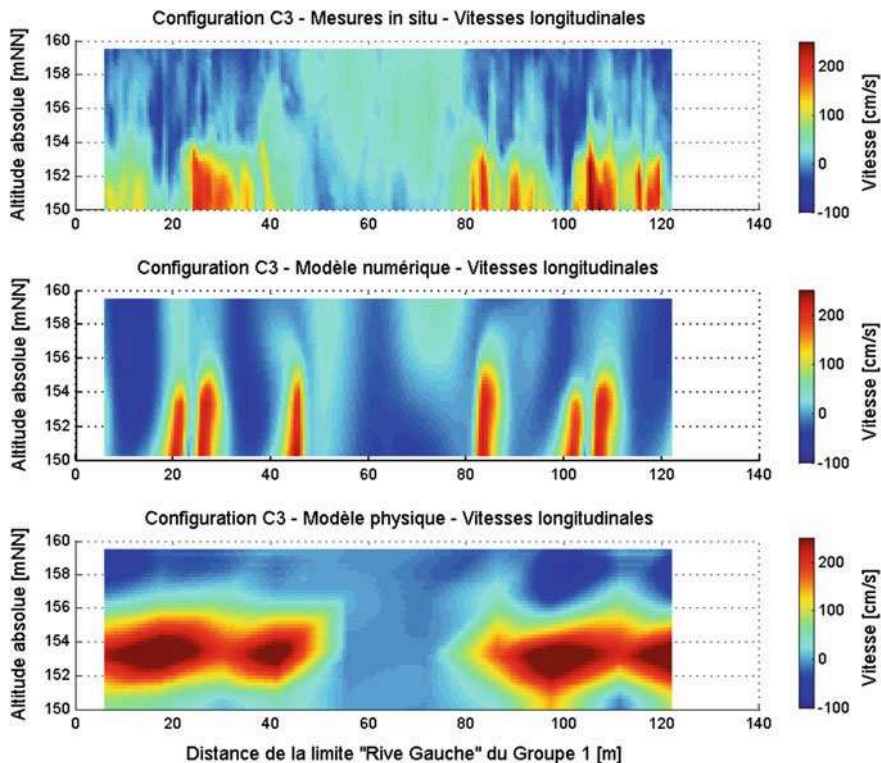 Configuration C3 - Mesures in situ - Vitesses longitudinales
Altitude absolue [mNN]
160
158
156
154
152
150
0 20 40 60 80 100 120 140
200
100
0
-100
Vitesse [cm/s]
Configuration C3 - Modèle numérique - Vitesses longitudinales
Altitude absolue [mNN]
160
158
156
154
152
150
0 20 40 60 80 100 120 140
200
100
0
-100
Vitesse [cm/s]
Configuration C3 - Modèle physique - Vitesses longitudinales
Altitude absolue [mNN]
160
158
156
154
152
150
0 20 40 60 80 100 120 140
200
100
0
-100
Vitesse [cm/s]
Distance de la limite "Rive Gauche" du Groupe 1 [m]